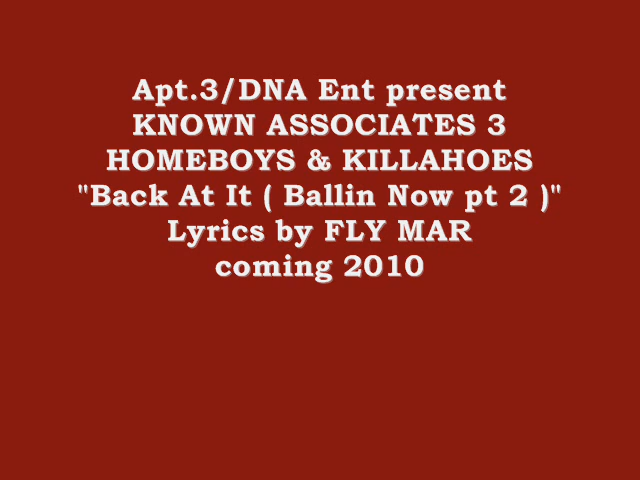 Apt.3/DNA Ent present
KNOWN ASSOCIATES 3
HOMEBOYS & KILLAHOES
"Back At It ( Ballin Now pt 2 )"
Lyrics by FLY MAR
coming 2010